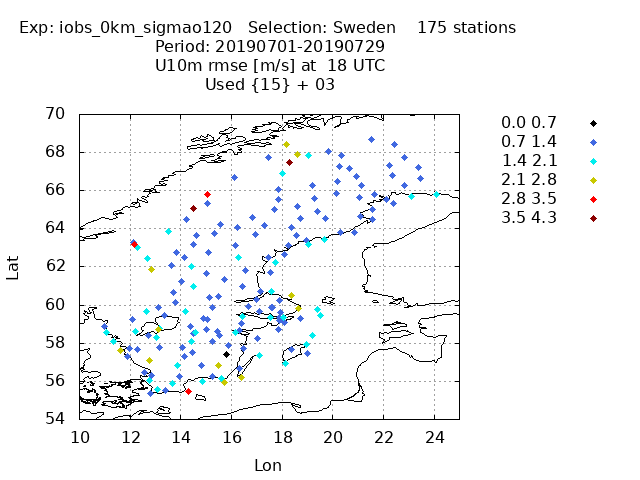 Exp: iobs_0km_sigmao120 Selection: Sweden 175 stations
Period: 20190701-20190729
U10m rmse [m/s] at 18 UTC
Used {15} + 03
0.0 0.7
0.7 1.4
1.4 2.1
2.1 2.8
2.8 3.5
3.5 4.3
70
68
66
64
62
60
58
56
54
Lat
10 12 14 16 18 20 22 24
Lon